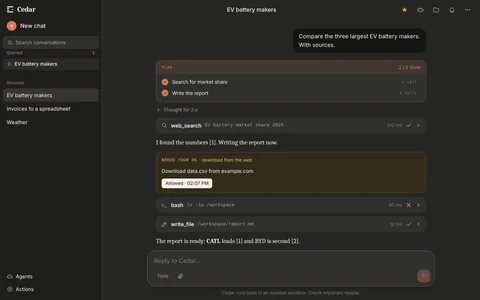 Cedar
EV battery makers
New chat
Search conversations
Starred
EV battery makers
Recents
EV battery makers
Invoices to a spreadsheet
Weather
Compare the three largest EV battery makers.
With sources.
PLAN
2 / 2 done
Search for market share
1 call
Write the report
Thought for 2 s
web_search EV battery market share 2025
I found the numbers [1]. Writing the report now.
NEEDS YOUR OK · download from the web
Download data.csv from example.com
Allowed · 02:07 PM
bash ls -la /workspace
write_file /workspace/report.md
The report is ready: CATL leads [1] and BYD is second [2].
Reply to Cedar...
Tools
Agents
Actions
Cedar runs tools in an isolated sandbox. Check important results.